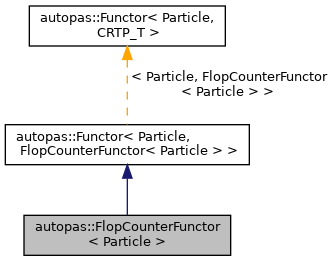 autopas::Functor< Particle,
CRTP_T >
< Particle, FlopCounterFunctor
< Particle > >
autopas::Functor< Particle,
FlopCounterFunctor< Particle > >
autopas::FlopCounterFunctor
< Particle >